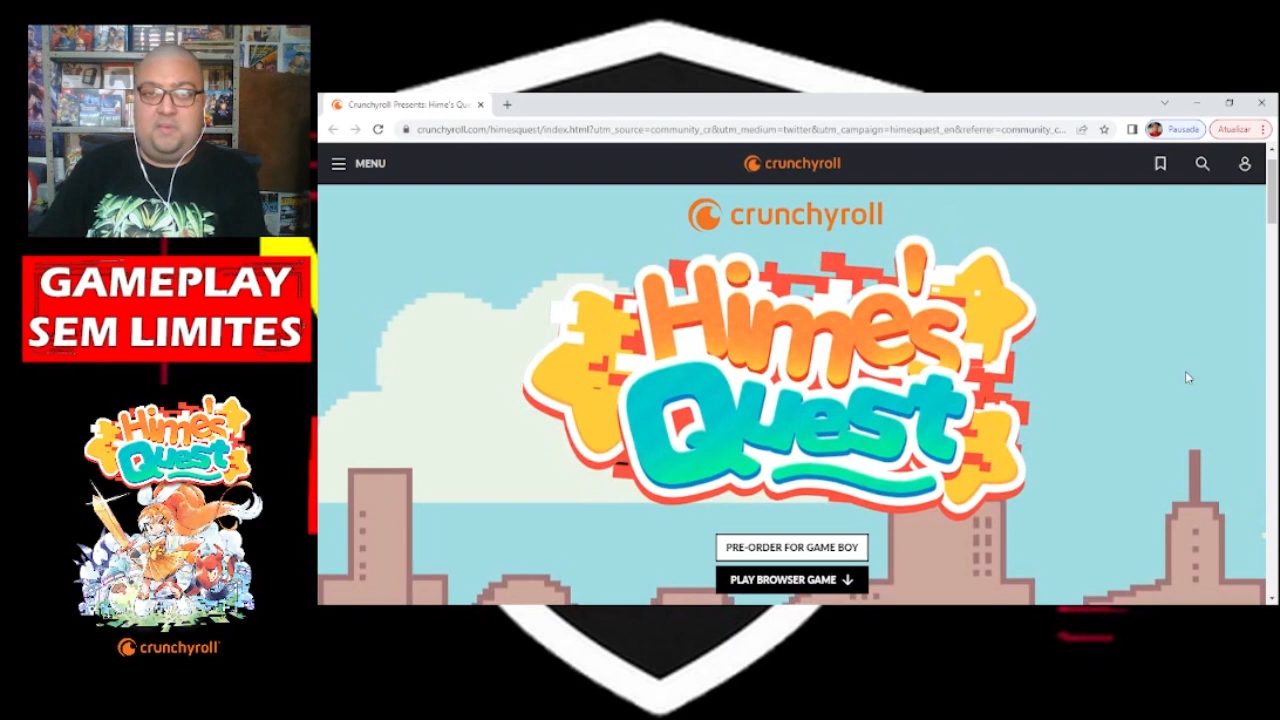 Crunchyroll Presents: Hime's Que
crunchyroll.com/himesquest/index.html?utm_source=community_cr&utm_medium=twitter&utm_campaign=himesquest_en&referrer=community_c...
Pausada
Atualizar
MENU
crunchyroll
crunchyroll
Hime's
Quest
PRE-ORDER FOR GAME BOY
PLAY BROWSER GAME
GAMEPLAY
SEM LIMITES
Hime's
Quest
crunchyroll